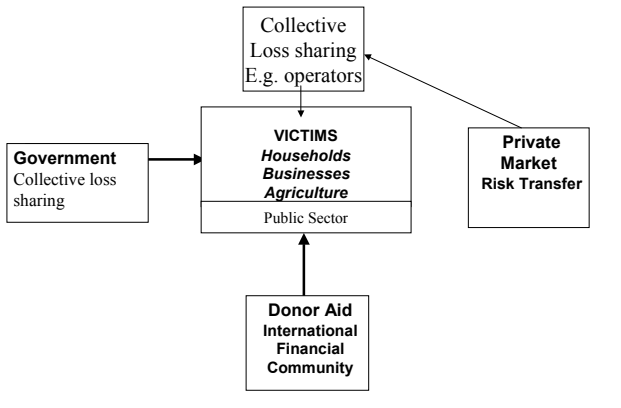 Collective
Loss sharing
E.g. operators
VICTIMS
Households
Businesses
Agriculture
Public Sector
Government
Collective loss
sharing
Private
Market
Risk Transfer
Donor Aid
International
Financial
Community